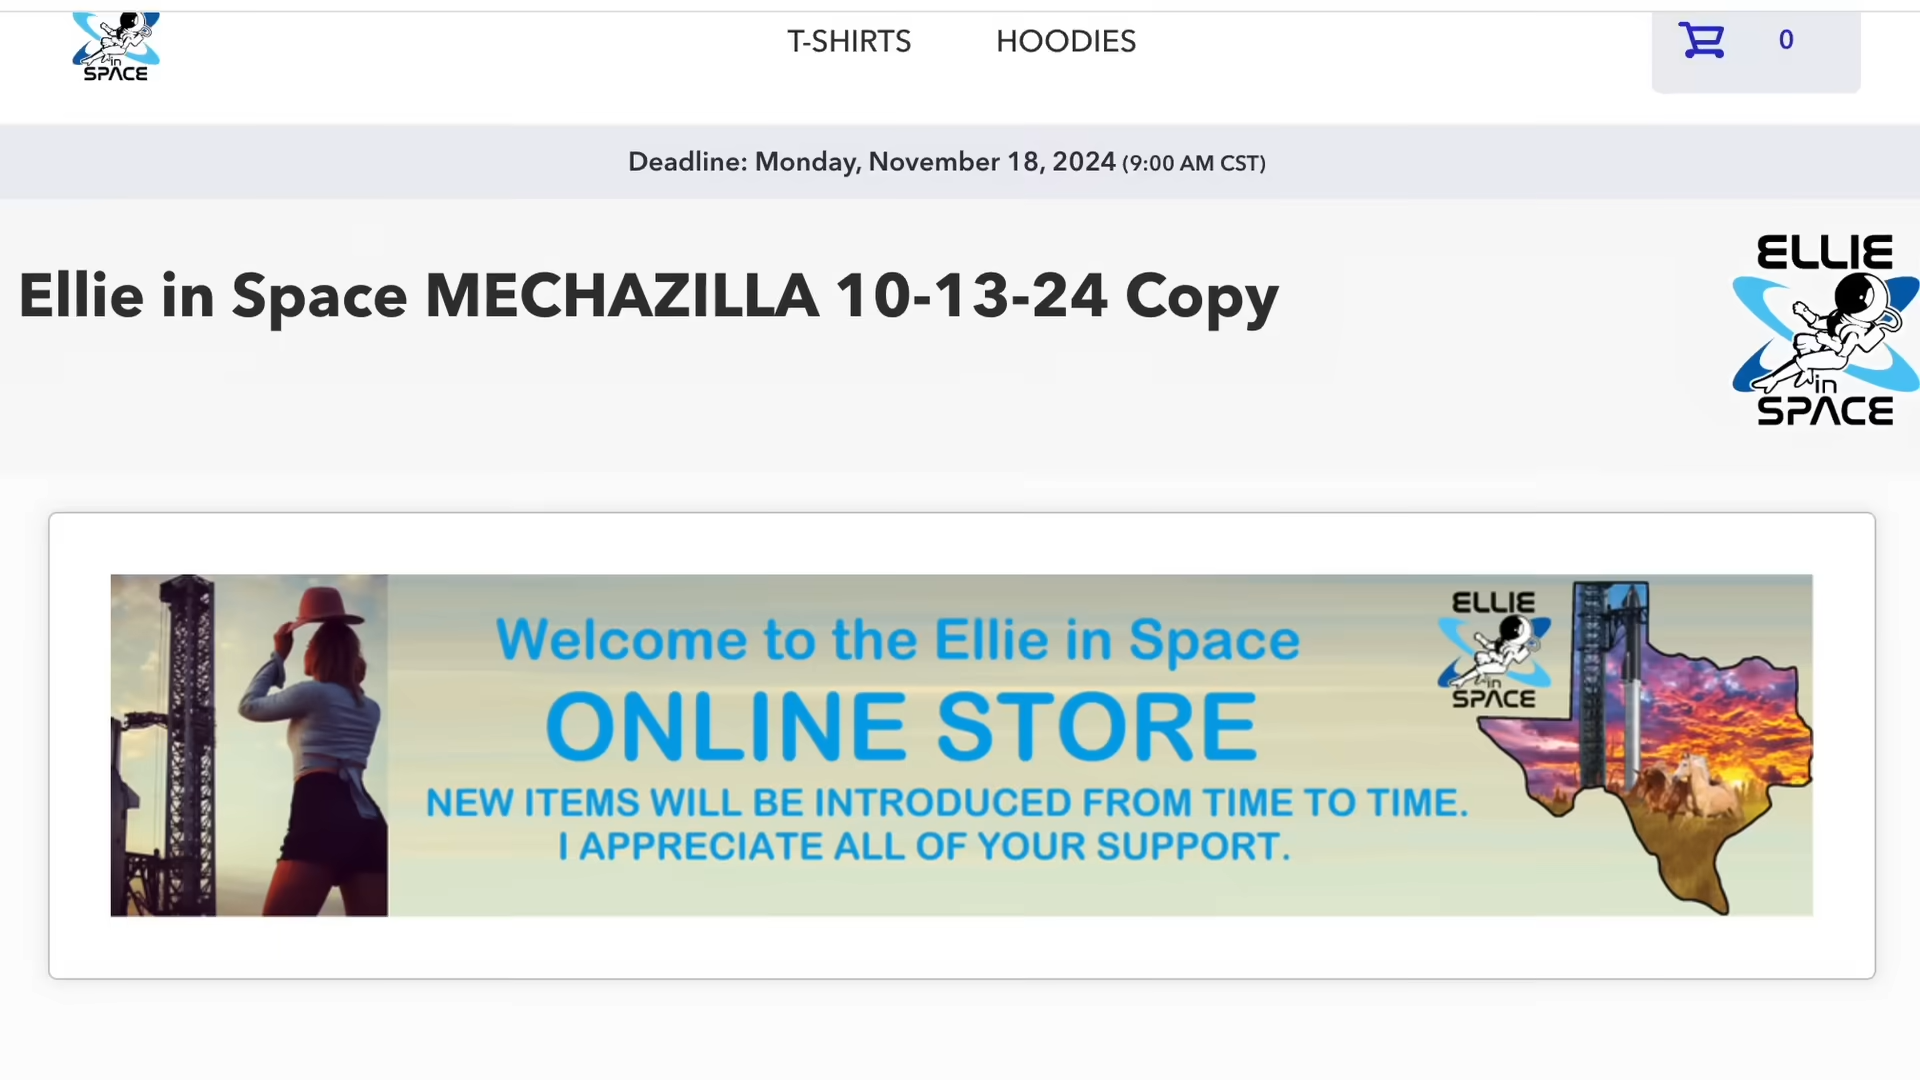 in
SPACE
T-SHIRTS
HOODIES
0
Deadline: Monday, November 18, 2024 (9:00 AM CST)
Ellie in Space MECHAZILLA 10-13-24 Copy
ELLIE
in
SPACE
Welcome to the Ellie in Space
ONLINE STORE
NEW ITEMS WILL BE INTRODUCED FROM TIME TO TIME.
I APPRECIATE ALL OF YOUR SUPPORT.
ELLIE
in
SPACE